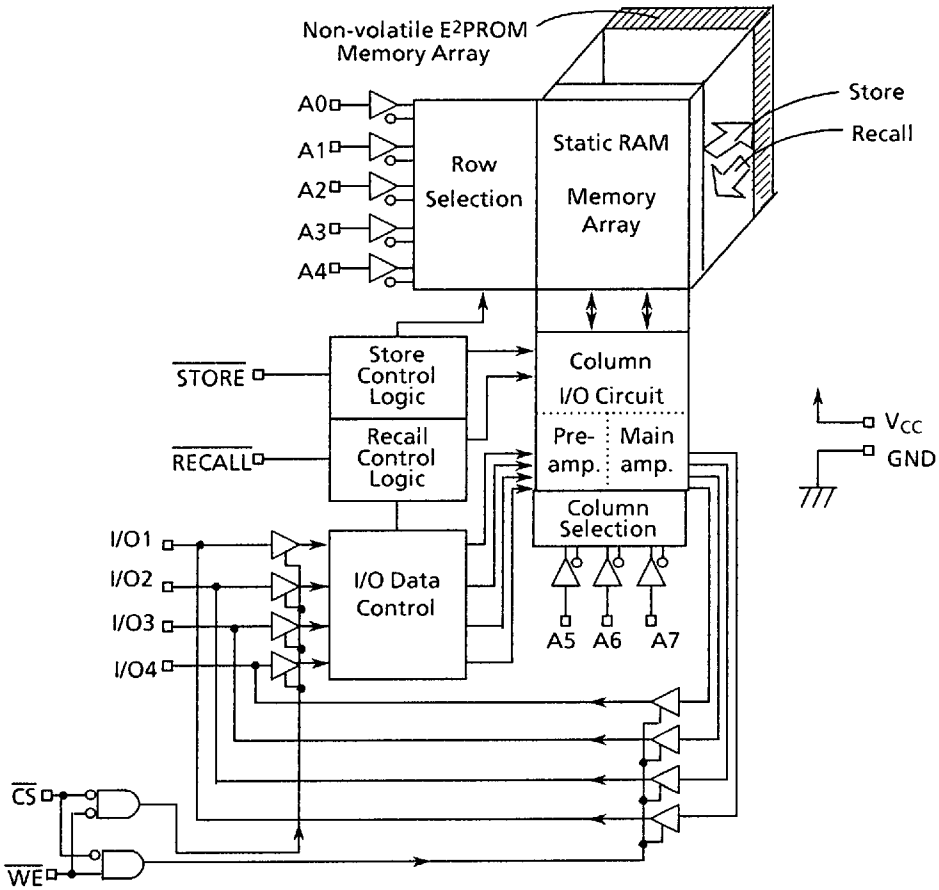 Non-volatile E²PROM
Memory Array
Store
Recall
A0
A1
A2
A3
A4
Row
Selection
Static RAM
Memory
Array
STORE
Store
Control
Logic
RECALL
Recall
Control
Logic
Column
I/O Circuit
Pre-
amp.
Main
amp.
VCC
GND
Column
Selection
I/O1
I/O2
I/O3
I/O4
I/O Data
Control
A5 A6 A7
CS
WE